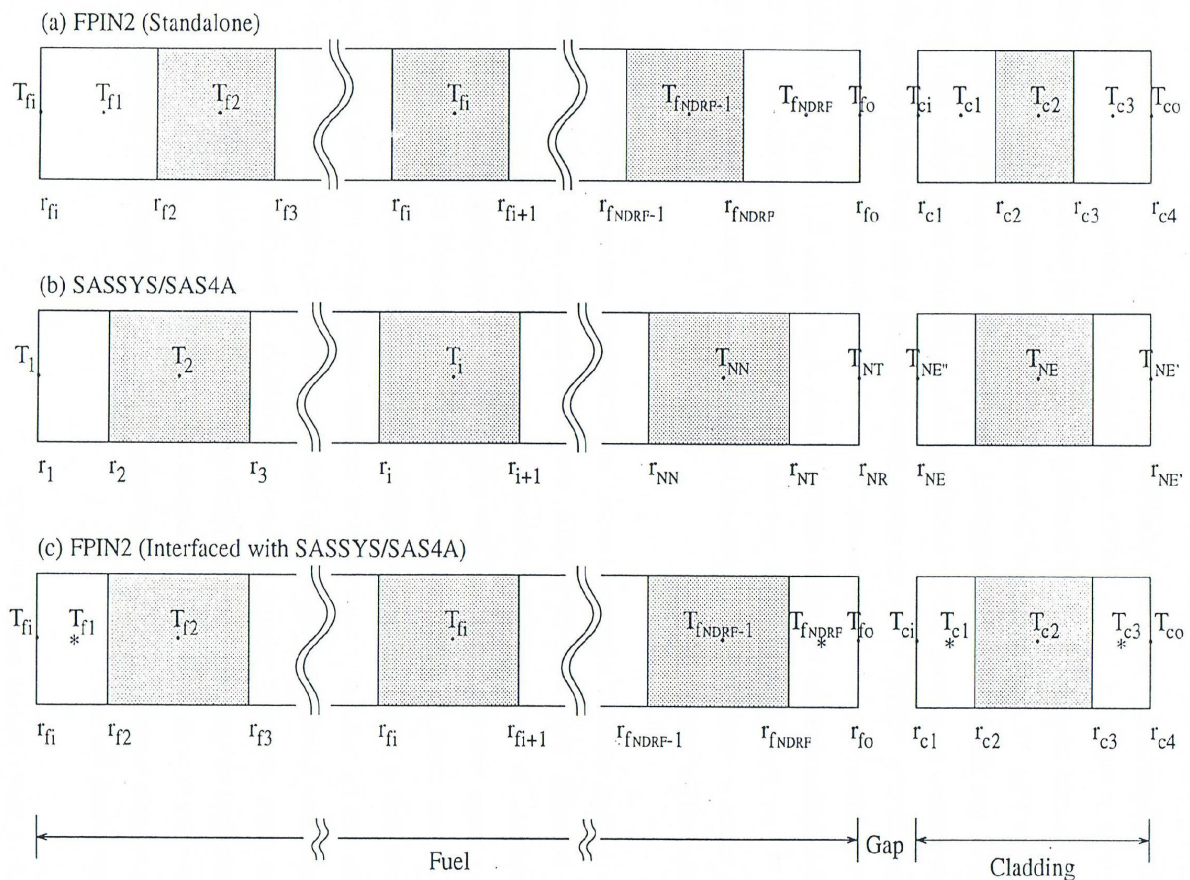 (a) FPIN2 (Standalone)
T_fi T_f1 T_f2 T_fi T_fNDRF-1 T_fNDRF T_fo T_ci T_c1 T_c2 T_c3 T_co
r_fi r_f2 r_f3 r_fi r_fi+1 r_fNDRF-1 r_fNDRF r_fo r_c1 r_c2 r_c3 r_c4
(b) SASSYS/SAS4A
T_1 T_2 T_i T_NN T_NT T_NE" T_NE T_NE'
r_1 r_2 r_3 r_i r_i+1 r_NN r_NT r_NR r_NE r_NE'
(c) FPIN2 (Interfaced with SASSYS/SAS4A)
T_fi T_f1 T_f2 T_fi T_fNDRF-1 T_fNDRF T_fo T_ci T_c1 T_c2 T_c3 T_co
* * * *
r_fi r_f2 r_f3 r_fi r_fi+1 r_fNDRF-1 r_fNDRF r_fo r_c1 r_c2 r_c3 r_c4
Fuel Gap Cladding